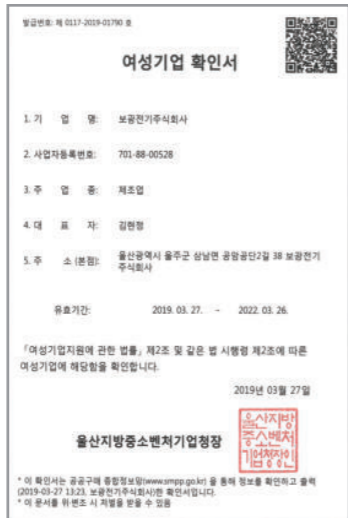 발급번호: 제 0117-2019-01790 호
여성기업 확인서
1. 기 업 명: 보광전기주식회사
2. 사업자등록번호: 701-88-00528
3. 주 업 종: 제조업
4. 대 표 자: 김현정
5. 주 소 (본점): 울산광역시 울주군 삼남면 공암공단2길 38 보광전기
주식회사
유효기간: 2019. 03. 27. - 2022. 03. 26.
「여성기업지원에 관한 법률」 제2조 및 같은 법 시행령 제2조에 따른
여성기업에 해당함을 확인합니다.
2019년 03월 27일
울산지방중소벤처기업청장
울산지방
중소벤처
기업청장인
* 이 확인서는 공공구매 종합정보망(www.smpp.go.kr) 을 통해 정보를 확인하고 출력
(2019-03-27 13:23, 보광전기주식회사)한 확인서입니다.
* 이 문서를 위·변조 시 처벌을 받을 수 있음